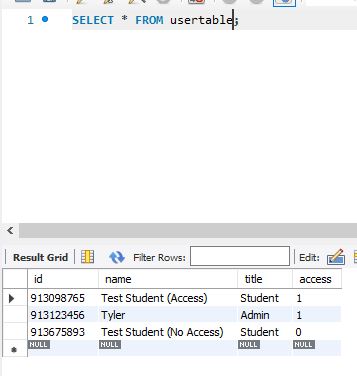 1 SELECT * FROM usertable;
Result Grid Filter Rows: Edit:
id name title access
913098765 Test Student (Access) Student 1
913123456 Tyler Admin 1
913675893 Test Student (No Access) Student 0
NULL NULL NULL NULL